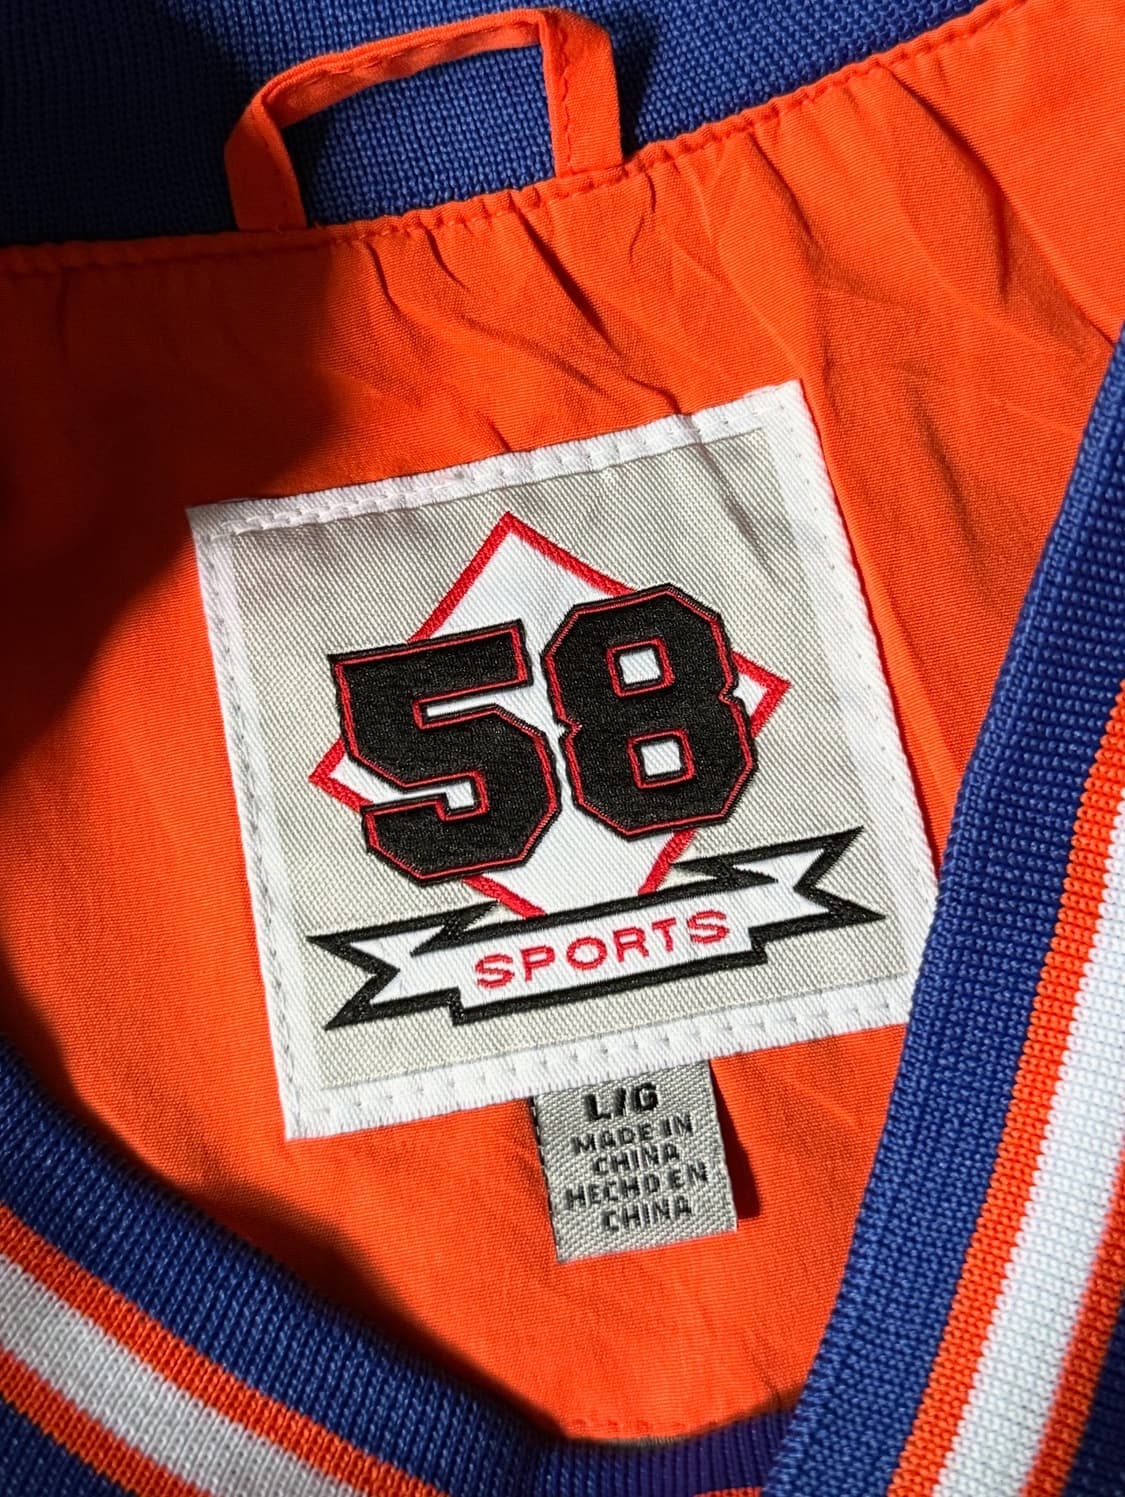 58
SPORTS
L/G
MADE IN
CHINA
HECHO EN
CHINA